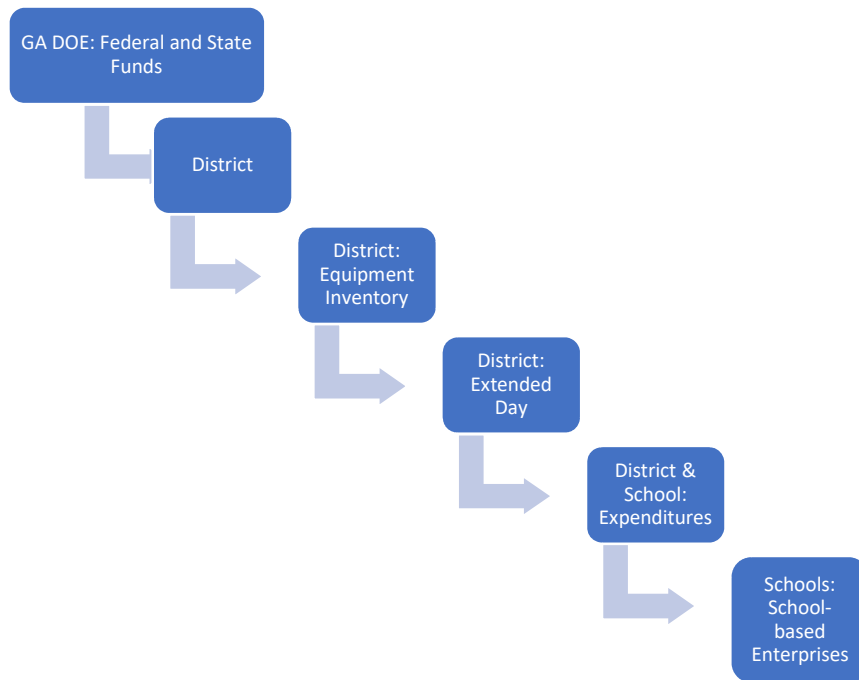 GA DOE: Federal and State
Funds
District
District:
Equipment
Inventory
District:
Extended
Day
District &
School:
Expenditures
Schools:
School-
based
Enterprises